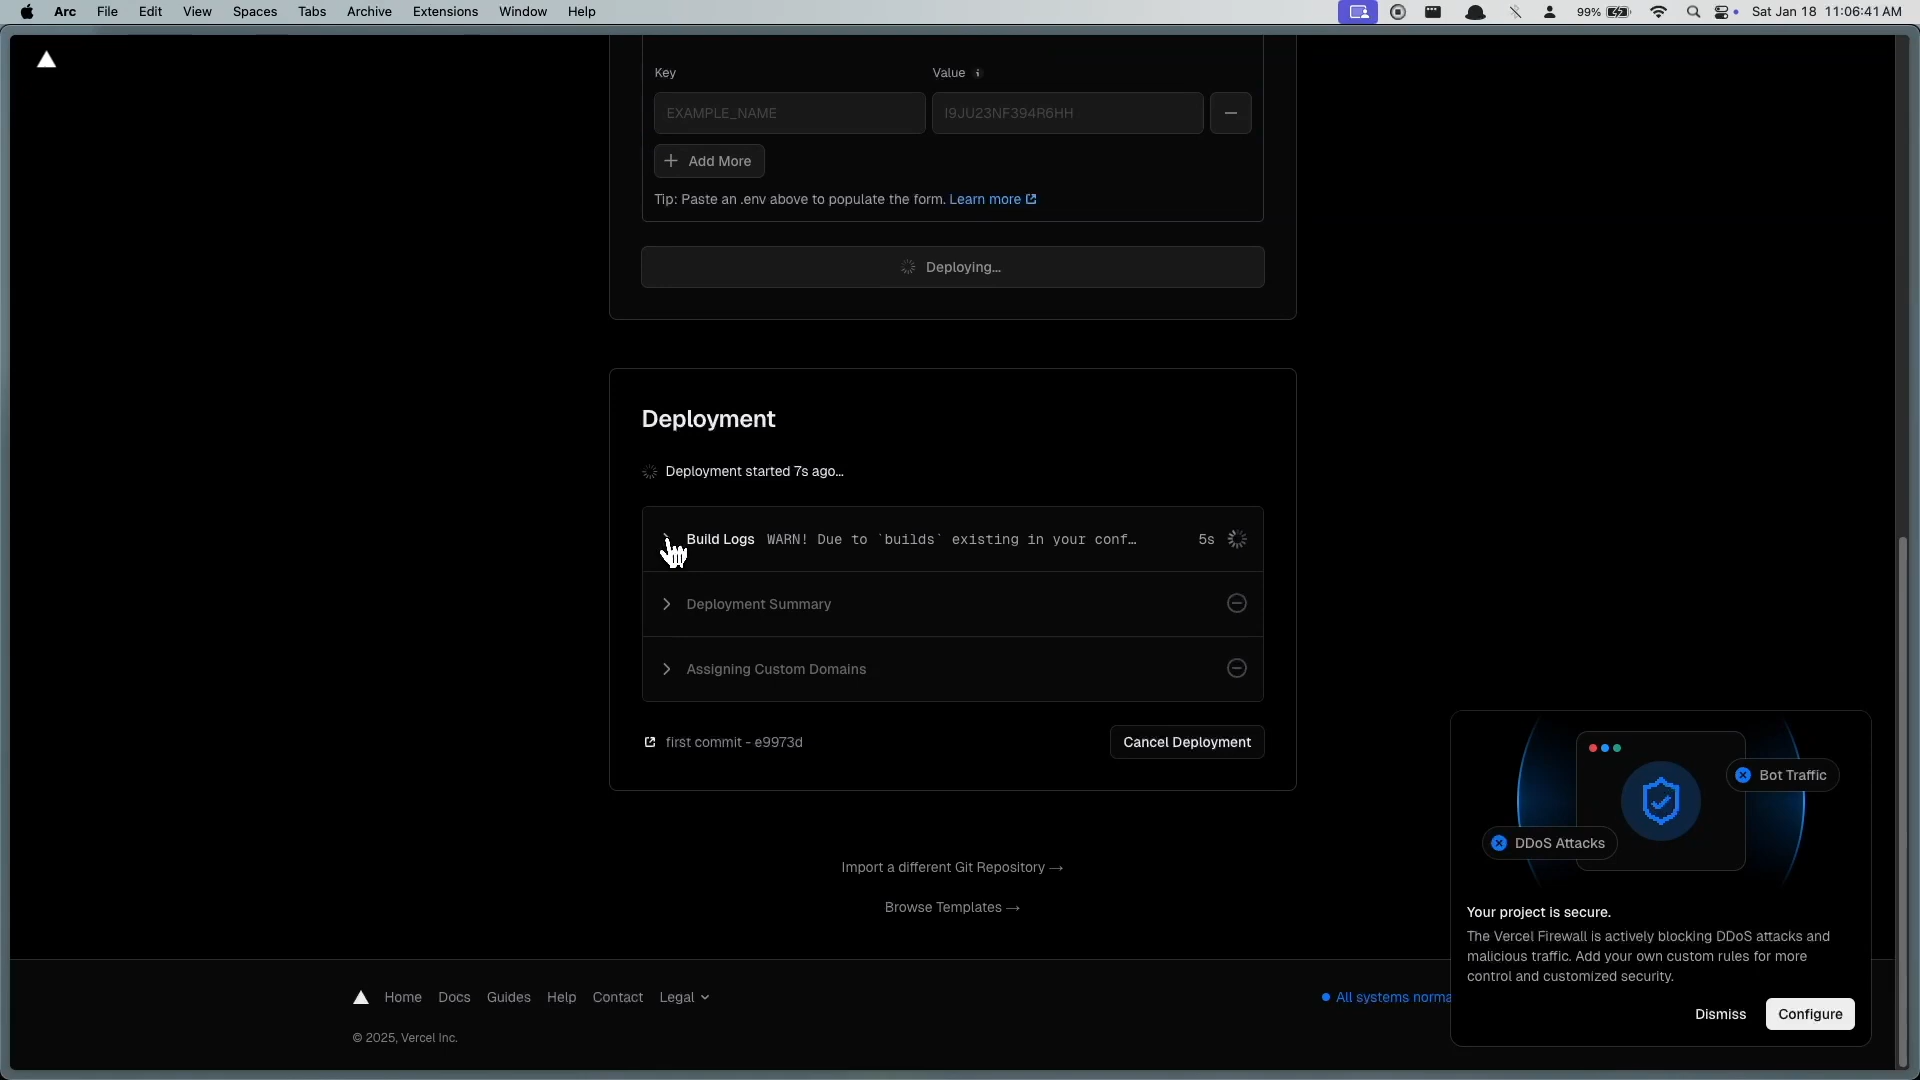 Arc File Edit View Spaces Tabs Archive Extensions Window Help 99% Sat Jan 18 11:06:41 AM
Key Value
EXAMPLE_NAME I9JU23NF394R6HH
Add More
Tip: Paste an .env above to populate the form. Learn more
Deploying...
Deployment
Deployment started 7s ago...
Build Logs WARN! Due to `builds` existing in your conf… 5s
Deployment Summary
Assigning Custom Domains
first commit - e9973d Cancel Deployment
Import a different Git Repository →
Browse Templates →
Bot Traffic
DDoS Attacks
Your project is secure.
The Vercel Firewall is actively blocking DDoS attacks and
malicious traffic. Add your own custom rules for more
control and customized security.
Dismiss Configure
Home Docs Guides Help Contact Legal All systems norma
© 2025, Vercel Inc.